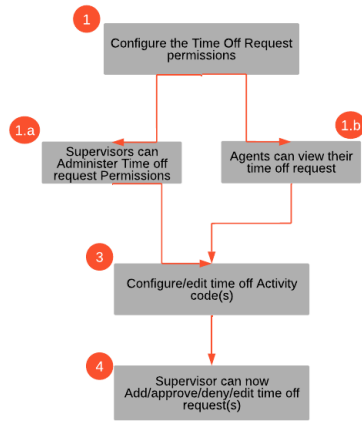 1
Configure the Time Off Request
permissions
1.a
1.b
Supervisors can
Administer Time off
request Permissions
Agents can view their
time off request
3
Configure/edit time off Activity
code(s)
4
Supervisor can now
Add/approve/deny/edit time off
request(s)